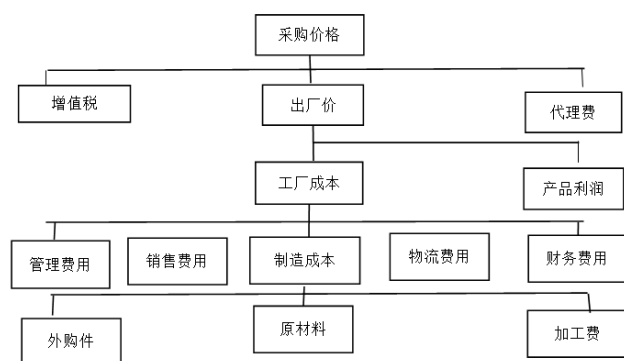 采购价格
增值税
出厂价
代理费
工厂成本
产品利润
管理费用
销售费用
制造成本
物流费用
财务费用
外购件
原材料
加工费